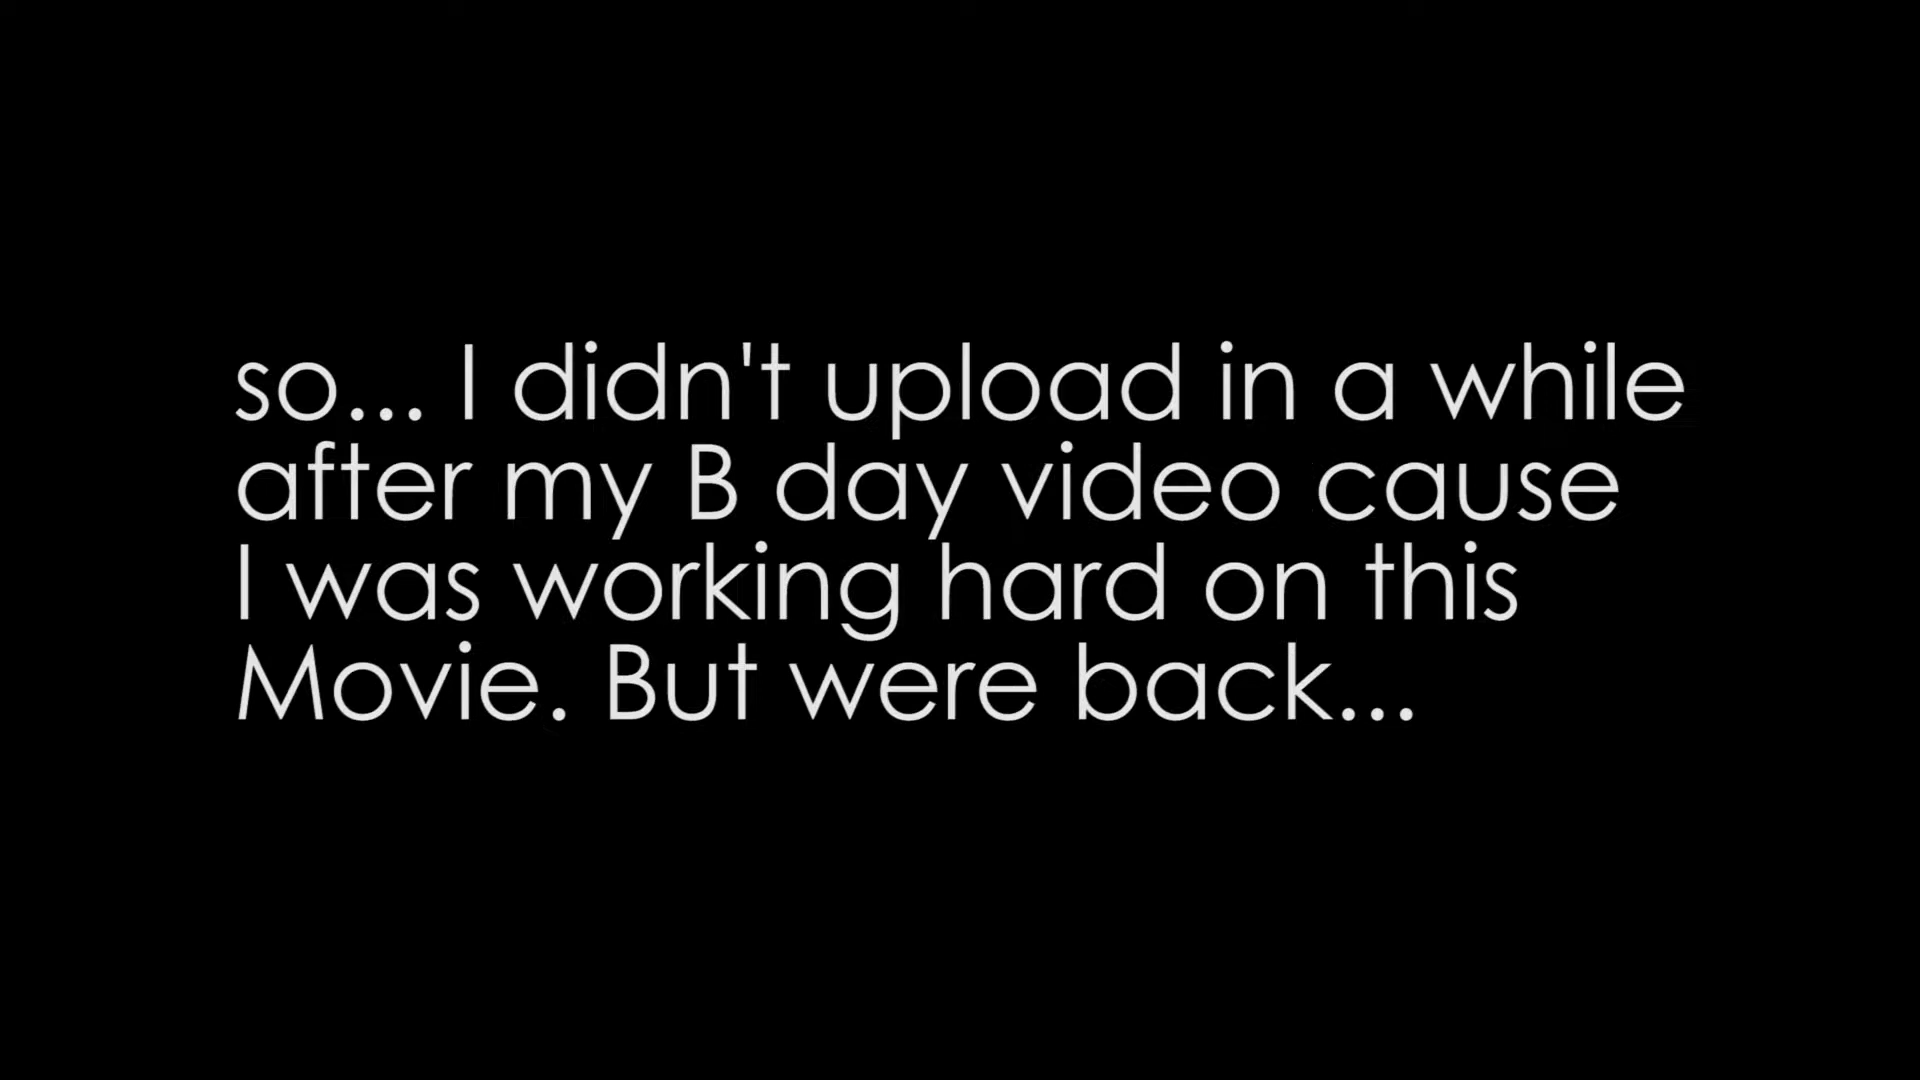 so... I didn't upload in a while
after my B day video cause
I was working hard on this
Movie. But were back...